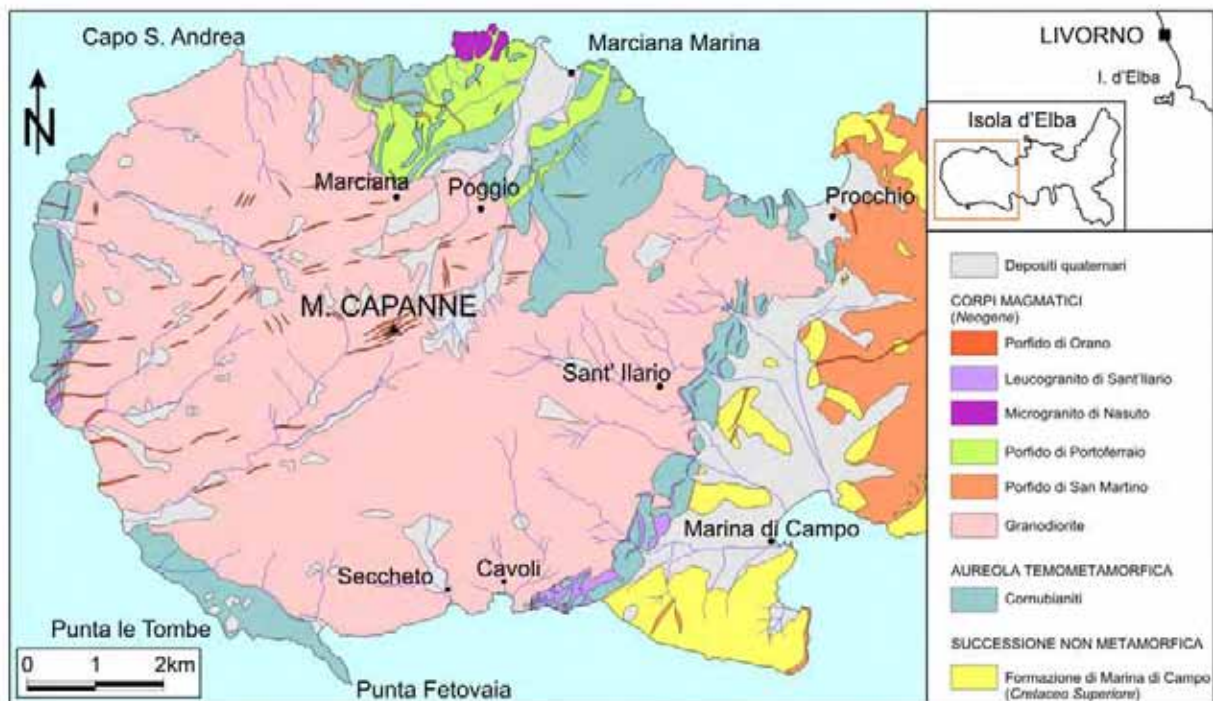 Capo S. Andrea
Marciana Marina
N
Marciana
Poggio
Procchio
M. CAPANNE
Sant' Ilario
Marina di Campo
Seccheto
Cavoli
Punta le Tombe
0 1 2km
Punta Fetovaia
LIVORNO
I. d'Elba
Isola d'Elba
Depositi quaternari
CORPI MAGMATICI
(Neogene)
Porfido di Orano
Leucogranito di Sant'Ilario
Microgranito di Nasuto
Porfido di Portoferraio
Porfido di San Martino
Granodiorite
AUREOLA TEMOMETAMORFICA
Cornubianiti
SUCCESSIONE NON METAMORFICA
Formazione di Marina di Campo
(Cretaceo Superiore)